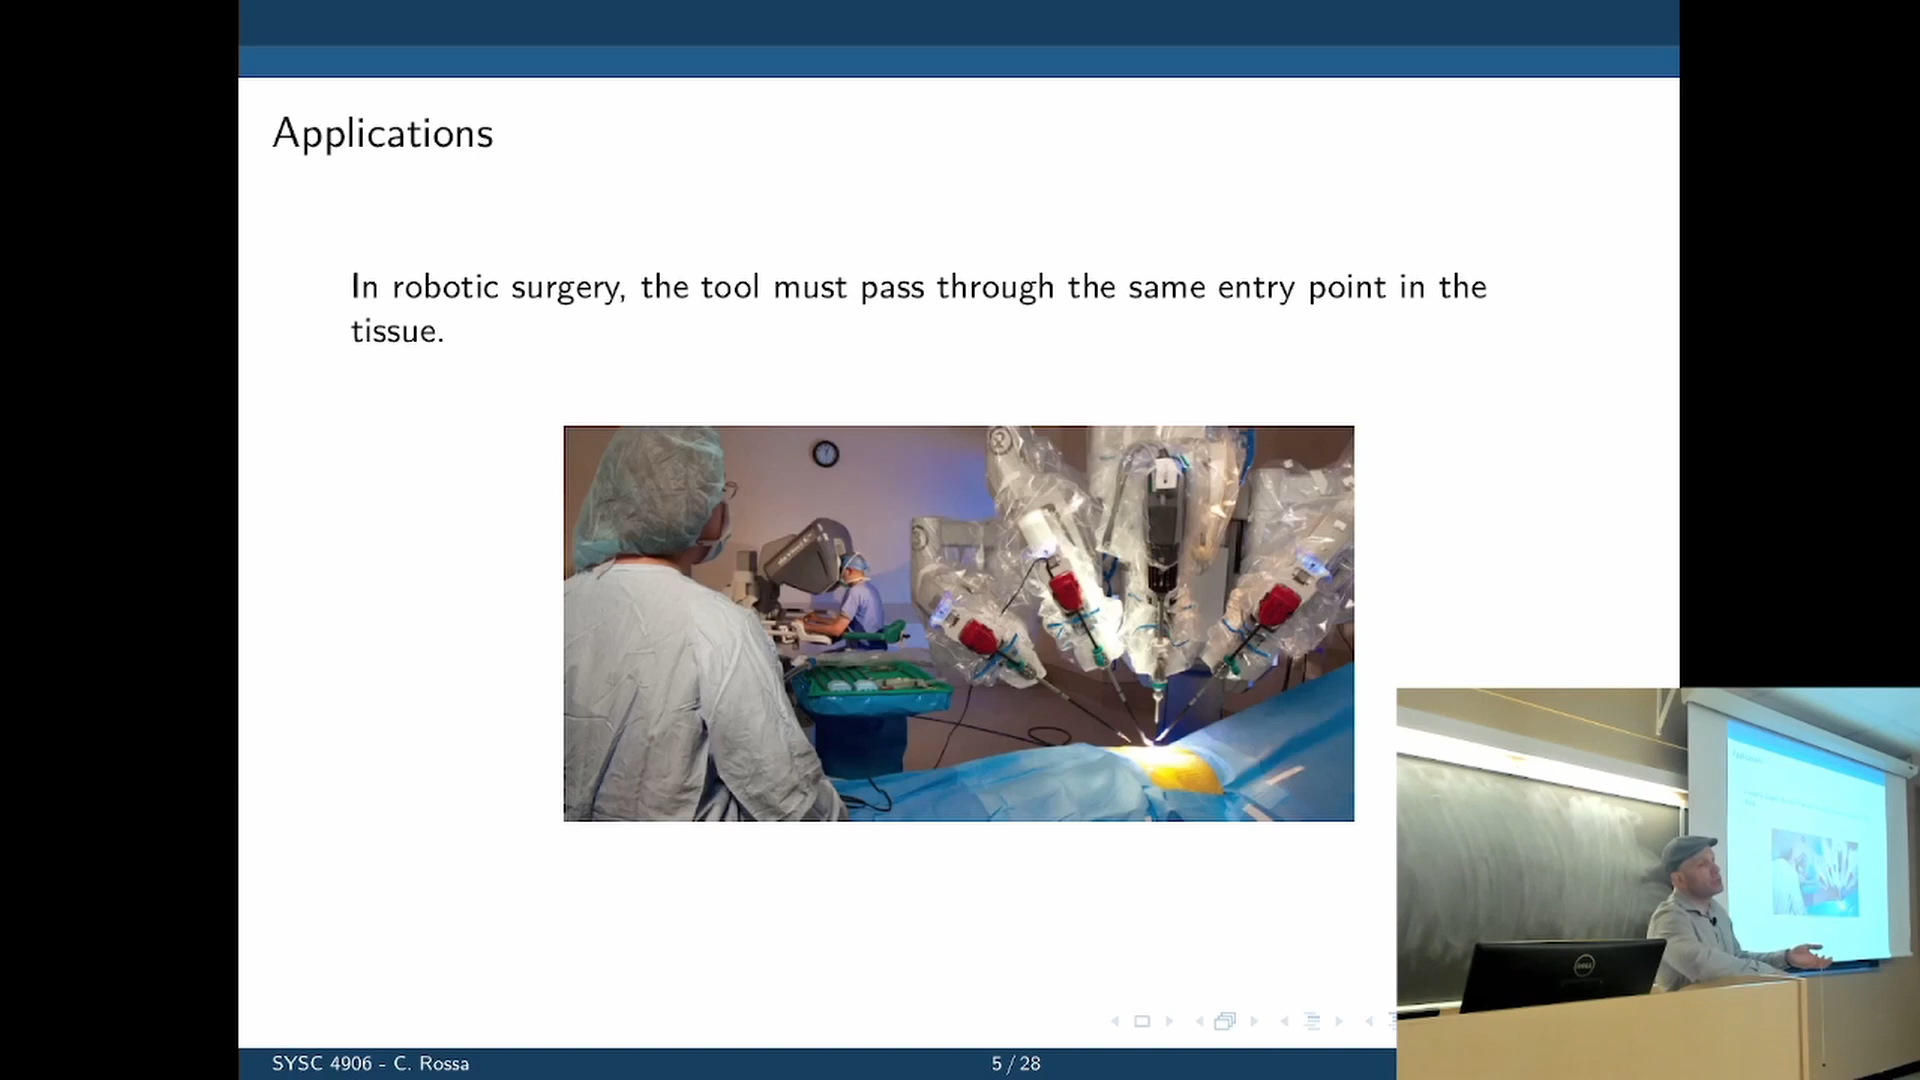 Applications
In robotic surgery, the tool must pass through the same entry point in the
tissue.
SYSC 4906 - C. Rossa
5 / 28
DELL